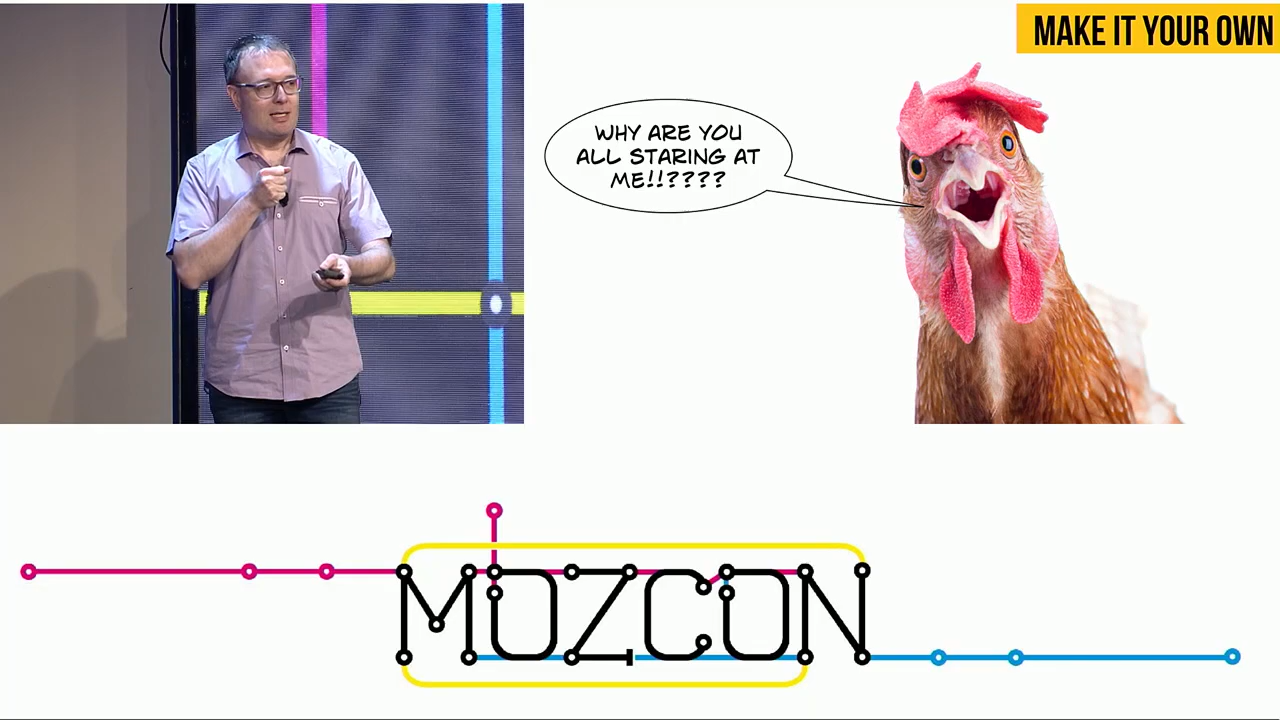 MAKE IT YOUR OWN
WHY ARE YOU
ALL STARING AT
ME!!????
MOZCON